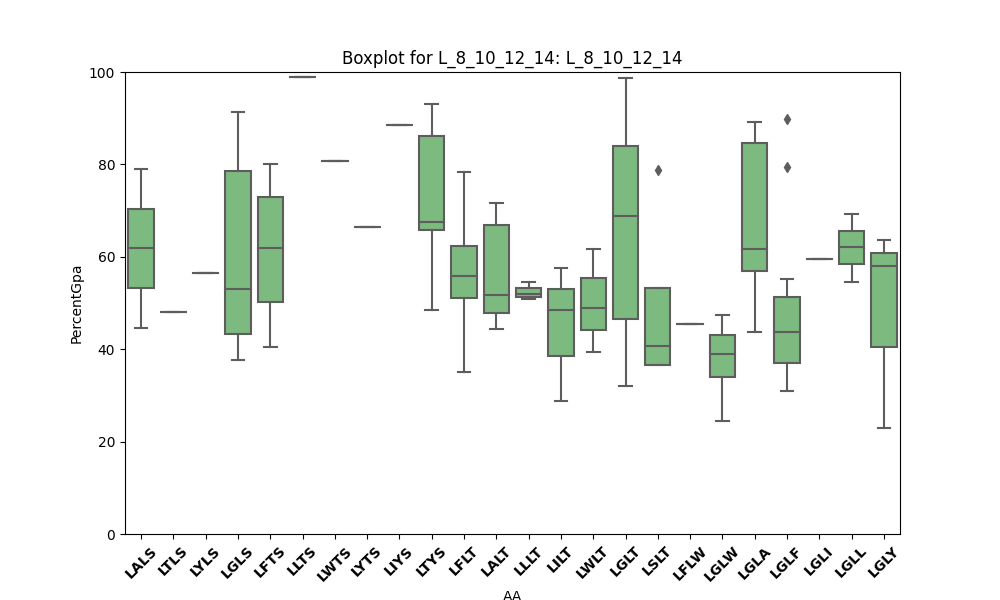 Boxplot for L_8_10_12_14: L_8_10_12_14
PercentGpa
100
80
60
40
20
0
LALS LTLS LYLS LGLS LFTS LLTS LWTS LYTS LIYS LTYS LFLT LALT LLLT LILT LWLT LGLT LSLT LFLW LGLW LGLA LGLF LGLI LGLL LGLY
AA